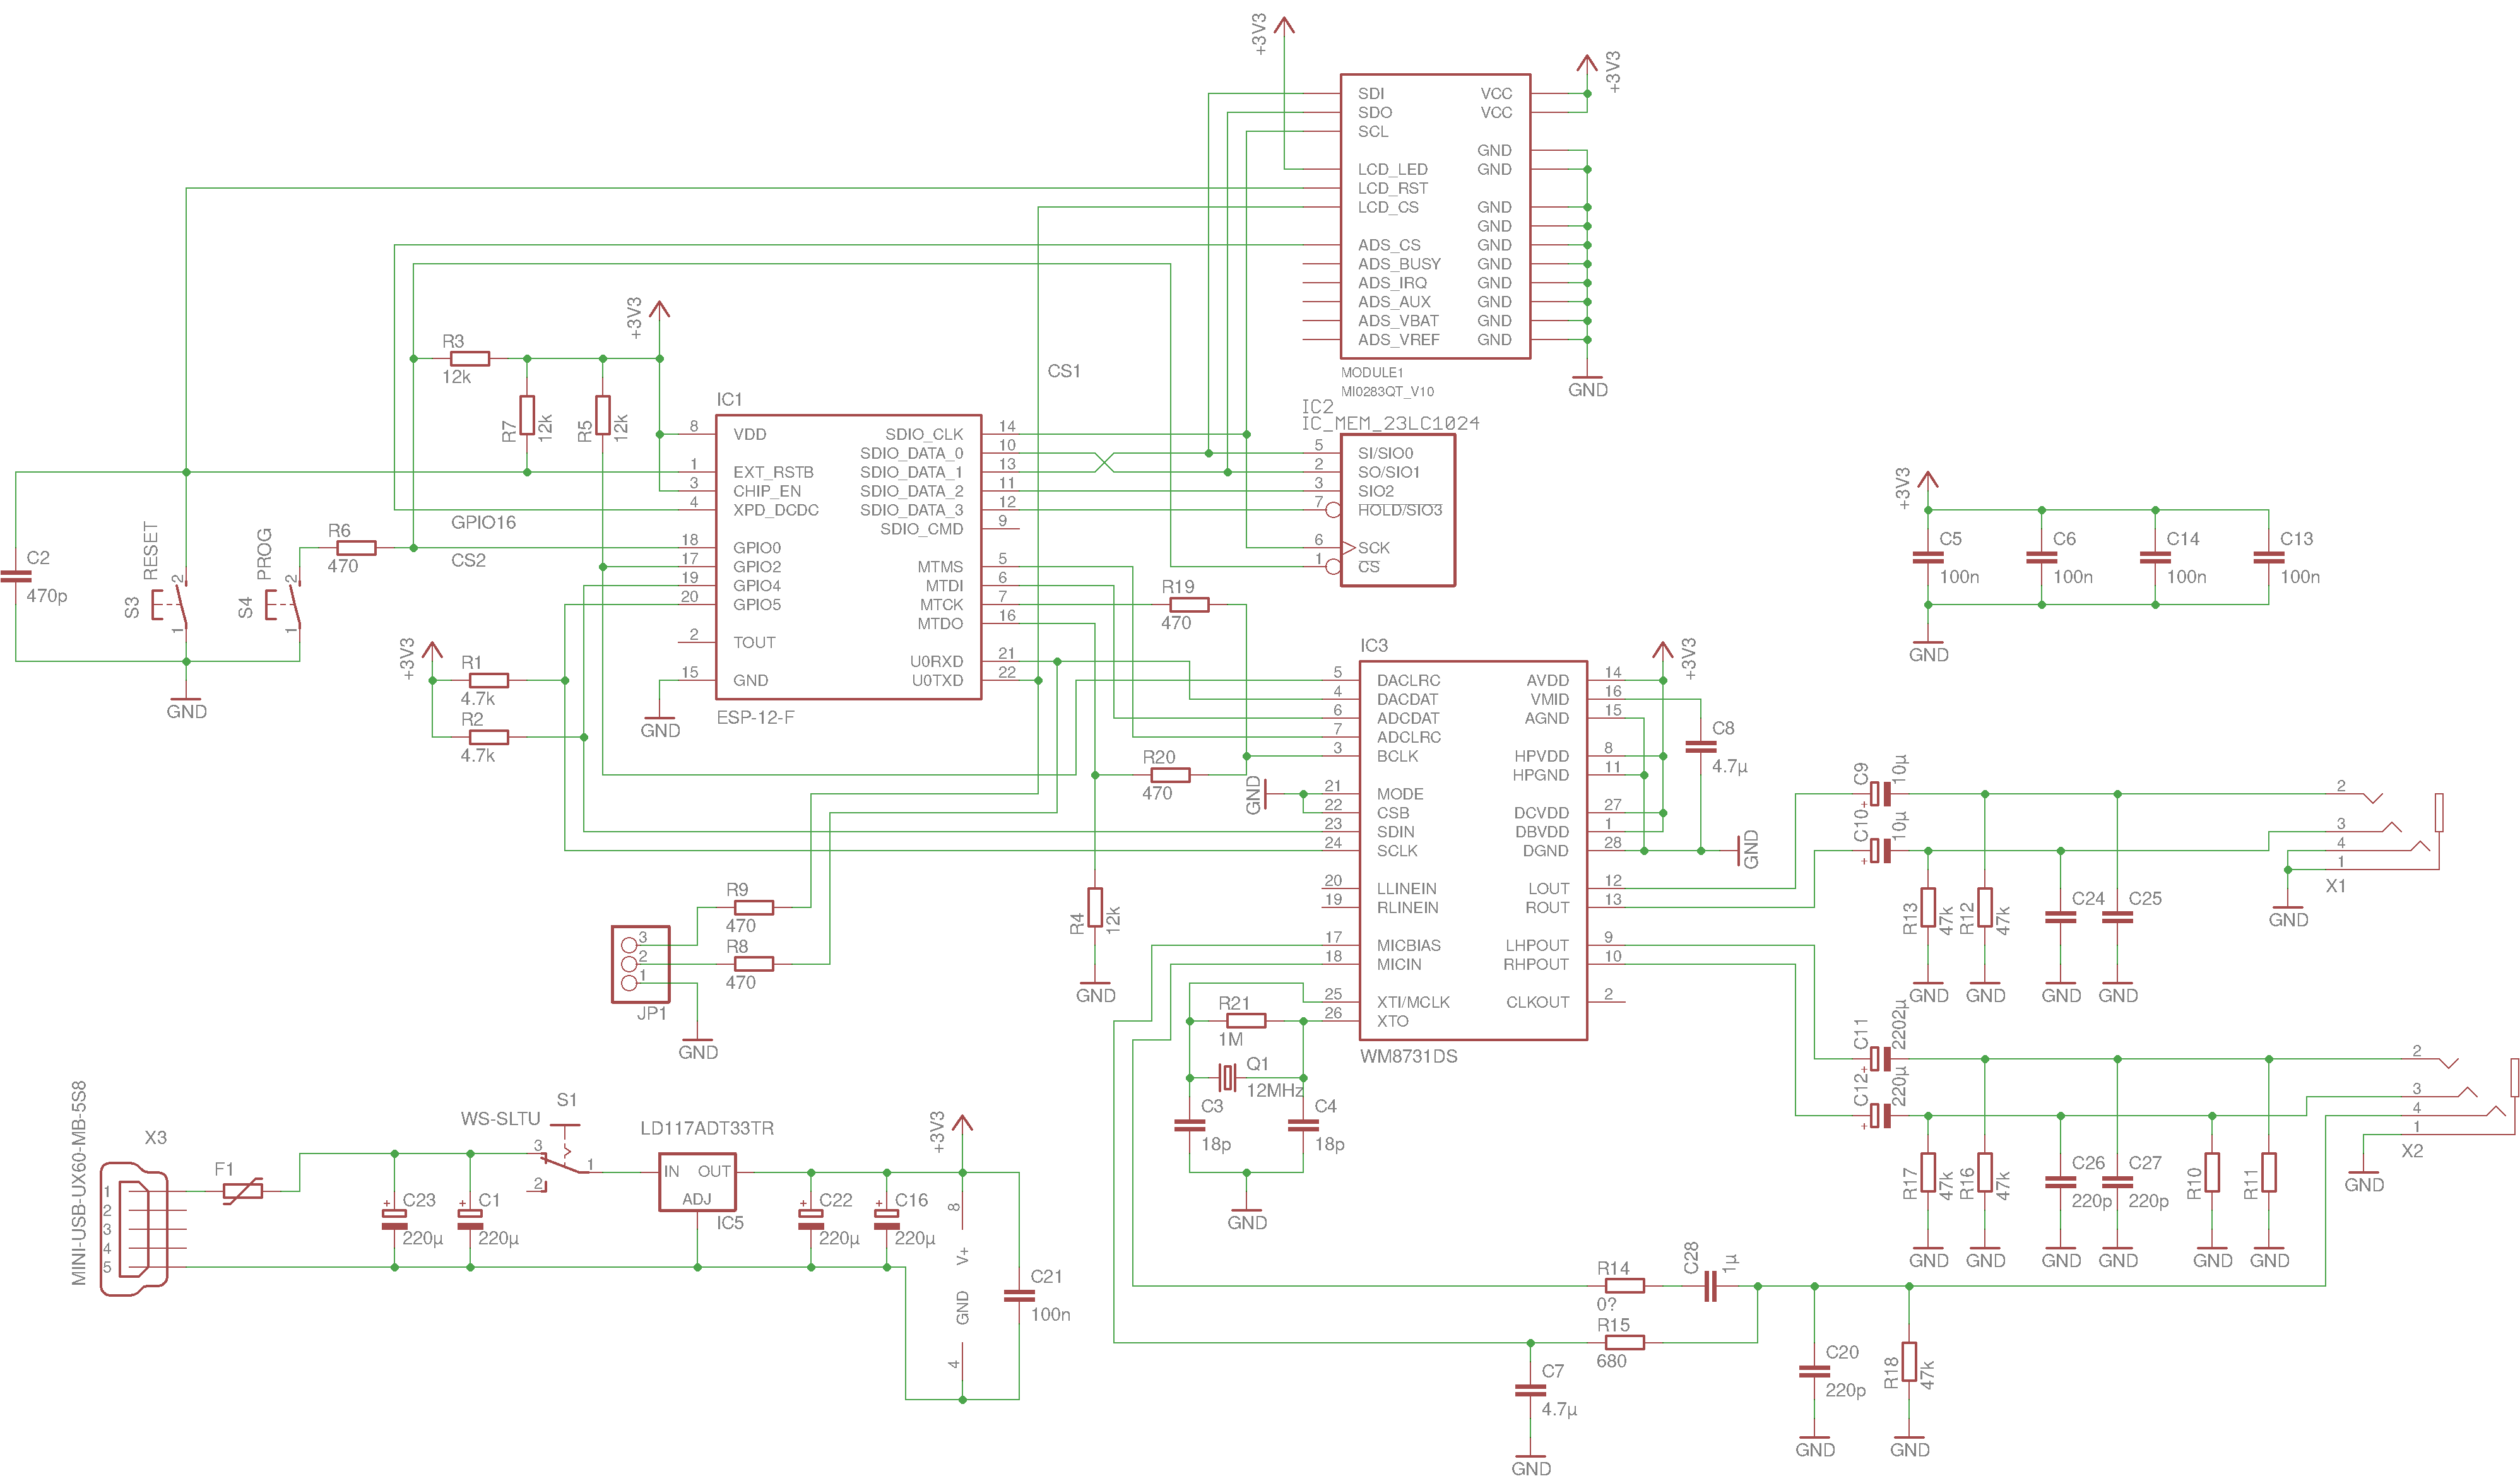 +3V3
+3V3
SDI
SDO
SCL
LCD_LED
LCD_RST
LCD_CS
ADS_CS
ADS_BUSY
ADS_IRQ
ADS_AUX
ADS_VBAT
ADS_VREF
VCC
VCC
GND
GND
GND
GND
GND
GND
GND
GND
GND
GND
MODULE1
MI0283QT_V10
GND
IC2
IC_MEM_23LC1024
5 SI/SIO0
2 SO/SIO1
3 SIO2
7 HOLD/SIO3
6 SCK
1 CS
+3V3
R3
12k
R7
12k
R5
12k
CS1
IC1
8 VDD
1 EXT_RSTB
3 CHIP_EN
4 XPD_DCDC
18 GPIO0
17 GPIO2
19 GPIO4
20 GPIO5
2 TOUT
15 GND
SDIO_CLK 14
SDIO_DATA_0 10
SDIO_DATA_1 13
SDIO_DATA_2 11
SDIO_DATA_3 12
SDIO_CMD 9
MTMS 5
MTDI 6
MTCK 7
MTDO 16
U0RXD 21
U0TXD 22
ESP-12-F
GND
GPIO16
CS2
C2
470p
RESET
S3
2
1
PROG
S4
2
1
R6
470
GND
+3V3
R1
4.7k
R2
4.7k
R19
470
R20
470
R4
12k
GND
GND
+3V3
C5
100n
C6
100n
C14
100n
C13
100n
GND
IC3
5 DACLRC
4 DACDAT
6 ADCDAT
7 ADCLRC
3 BCLK
21 MODE
22 CSB
23 SDIN
24 SCLK
20 LLINEIN
19 RLINEIN
17 MICBIAS
18 MICIN
25 XTI/MCLK
26 XTO
AVDD 14
VMID 16
AGND 15
HPVDD 8
HPGND 11
DCVDD 27
DBVDD 1
DGND 28
LOUT 12
ROUT 13
LHPOUT 9
RHPOUT 10
CLKOUT 2
WM8731DS
+3V3
C8
4.7µ
GND
C9
10µ
C10
10µ
R13
47k
R12
47k
C24
C25
GND
GND
GND
GND
2
3
4
1
X1
GND
R9
470
R8
470
3
2
1
JP1
GND
R21
1M
Q1
12MHz
C3
18p
C4
18p
GND
C11
2202µ
C12
220µ
R17
47k
R16
47k
C26
220p
C27
220p
R10
R11
GND
GND
GND
GND
GND
GND
2
3
4
1
X2
GND
MINI-USB-UX60-MB-5S8
X3
1
2
3
4
5
F1
C23
220µ
C1
220µ
WS-SLTU
S1
3
1
2
LD117ADT33TR
IN OUT
ADJ
IC5
C22
220µ
C16
220µ
+3V3
8
V+
GND
4
C21
100n
R14
0?
R15
680
C28
1µ
C7
4.7µ
GND
C20
220p
GND
R18
47k
GND